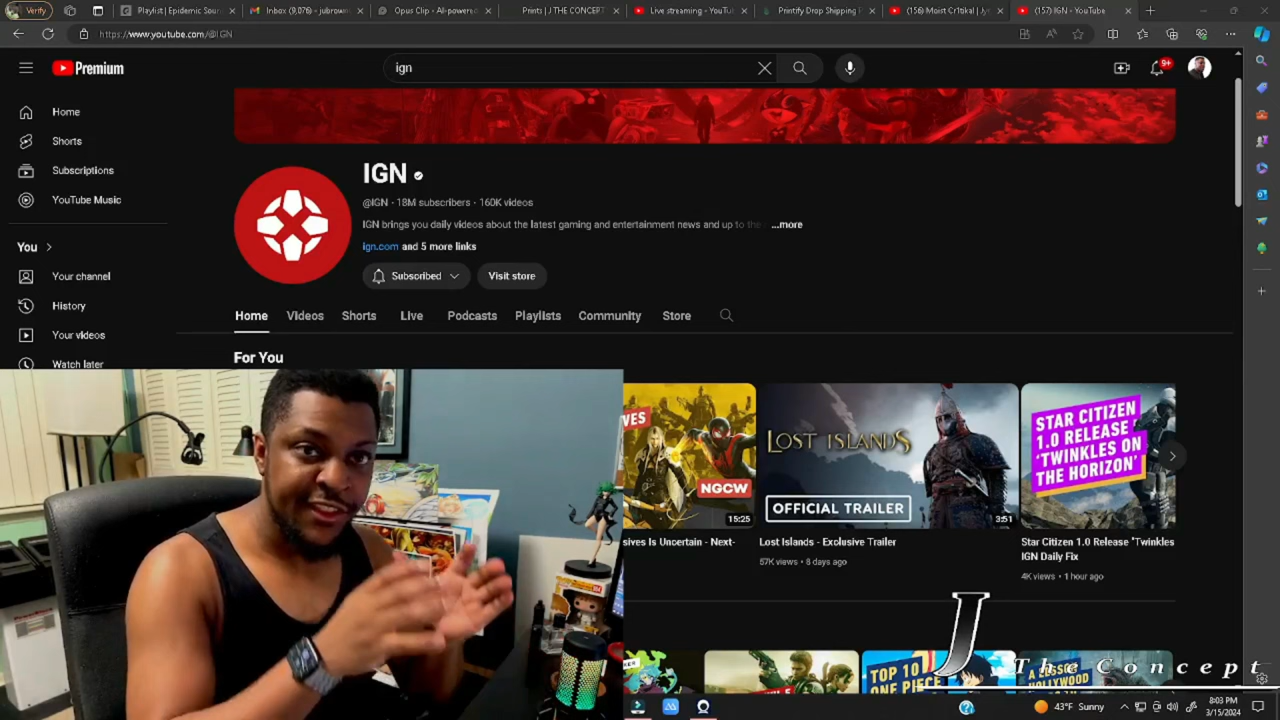 Verify
Playlist | Epidemic Sour
Inbox (9,076) - jubrown
Opus Clip - AI-powere
Prints | J THE CONCEPT
Live streaming - YouTu
Printify Drop Shipping P
(156) Moist Cr1tikal | Jys
(157) IGN - YouTube
https://www.youtube.com/@IGN
Premium
ign
9+
Home
Shorts
Subscriptions
YouTube Music
You
Your channel
History
Your videos
Watch later
IGN
@IGN · 18M subscribers · 160K videos
IGN brings you daily videos about the latest gaming and entertainment news and up to the ...more
ign.com and 5 more links
Subscribed
Visit store
Home Videos Shorts Live Podcasts Playlists Community Store
For You
VES
NGCW
15:25
sives Is Uncertain - Next-
LOST ISLANDS
OFFICIAL TRAILER
3:51
Lost Islands - Exclusive Trailer
57K views · 8 days ago
STAR CITIZEN
1.0 RELEASE
'TWINKLES ON
THE HORIZON'
Star Citizen 1.0 Release "Twinkles
IGN Daily Fix
4K views · 1 hour ago
TOP 10
ONE PIECE
HOLLYWOOD
J The Concept
43°F Sunny
8:03 PM
3/15/2024